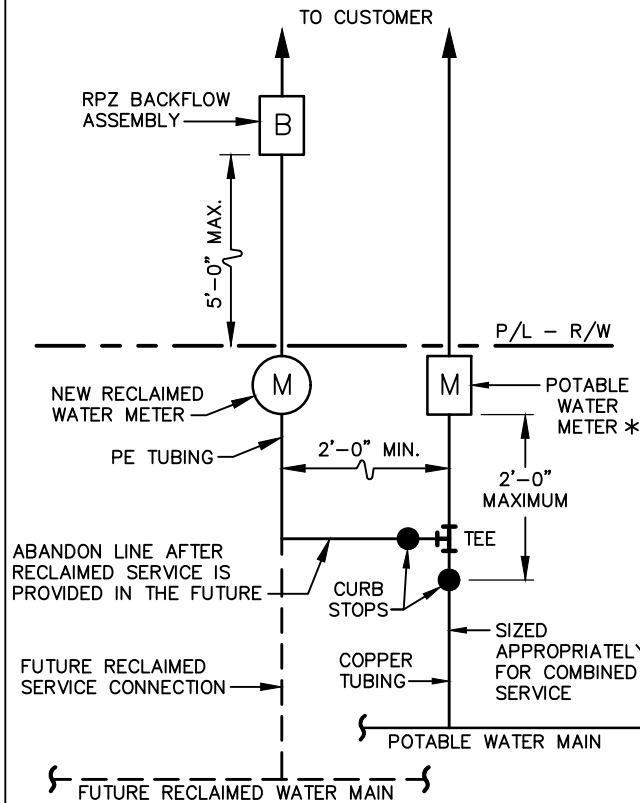 TO CUSTOMER
RPZ BACKFLOW
ASSEMBLY
B
5'-0" MAX.
P/L - R/W
M
M
NEW RECLAIMED
WATER METER
POTABLE
WATER
METER *
PE TUBING
2'-0" MIN.
2'-0"
MAXIMUM
TEE
ABANDON LINE AFTER
RECLAIMED SERVICE IS
PROVIDED IN THE FUTURE
CURB
STOPS
SIZED
APPROPRIATELY
FOR COMBINED
SERVICE
FUTURE RECLAIMED
SERVICE CONNECTION
COPPER
TUBING
POTABLE WATER MAIN
FUTURE RECLAIMED WATER MAIN